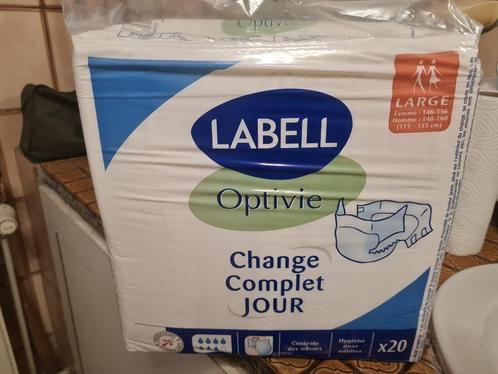 LABELL
Optivie
LARGE
Femme : T46-T56
Homme : T48-T60
(115 - 155 cm)
Change
Complet
JOUR
Contrôle
des odeurs
Hygiène
pour
adultes
x20